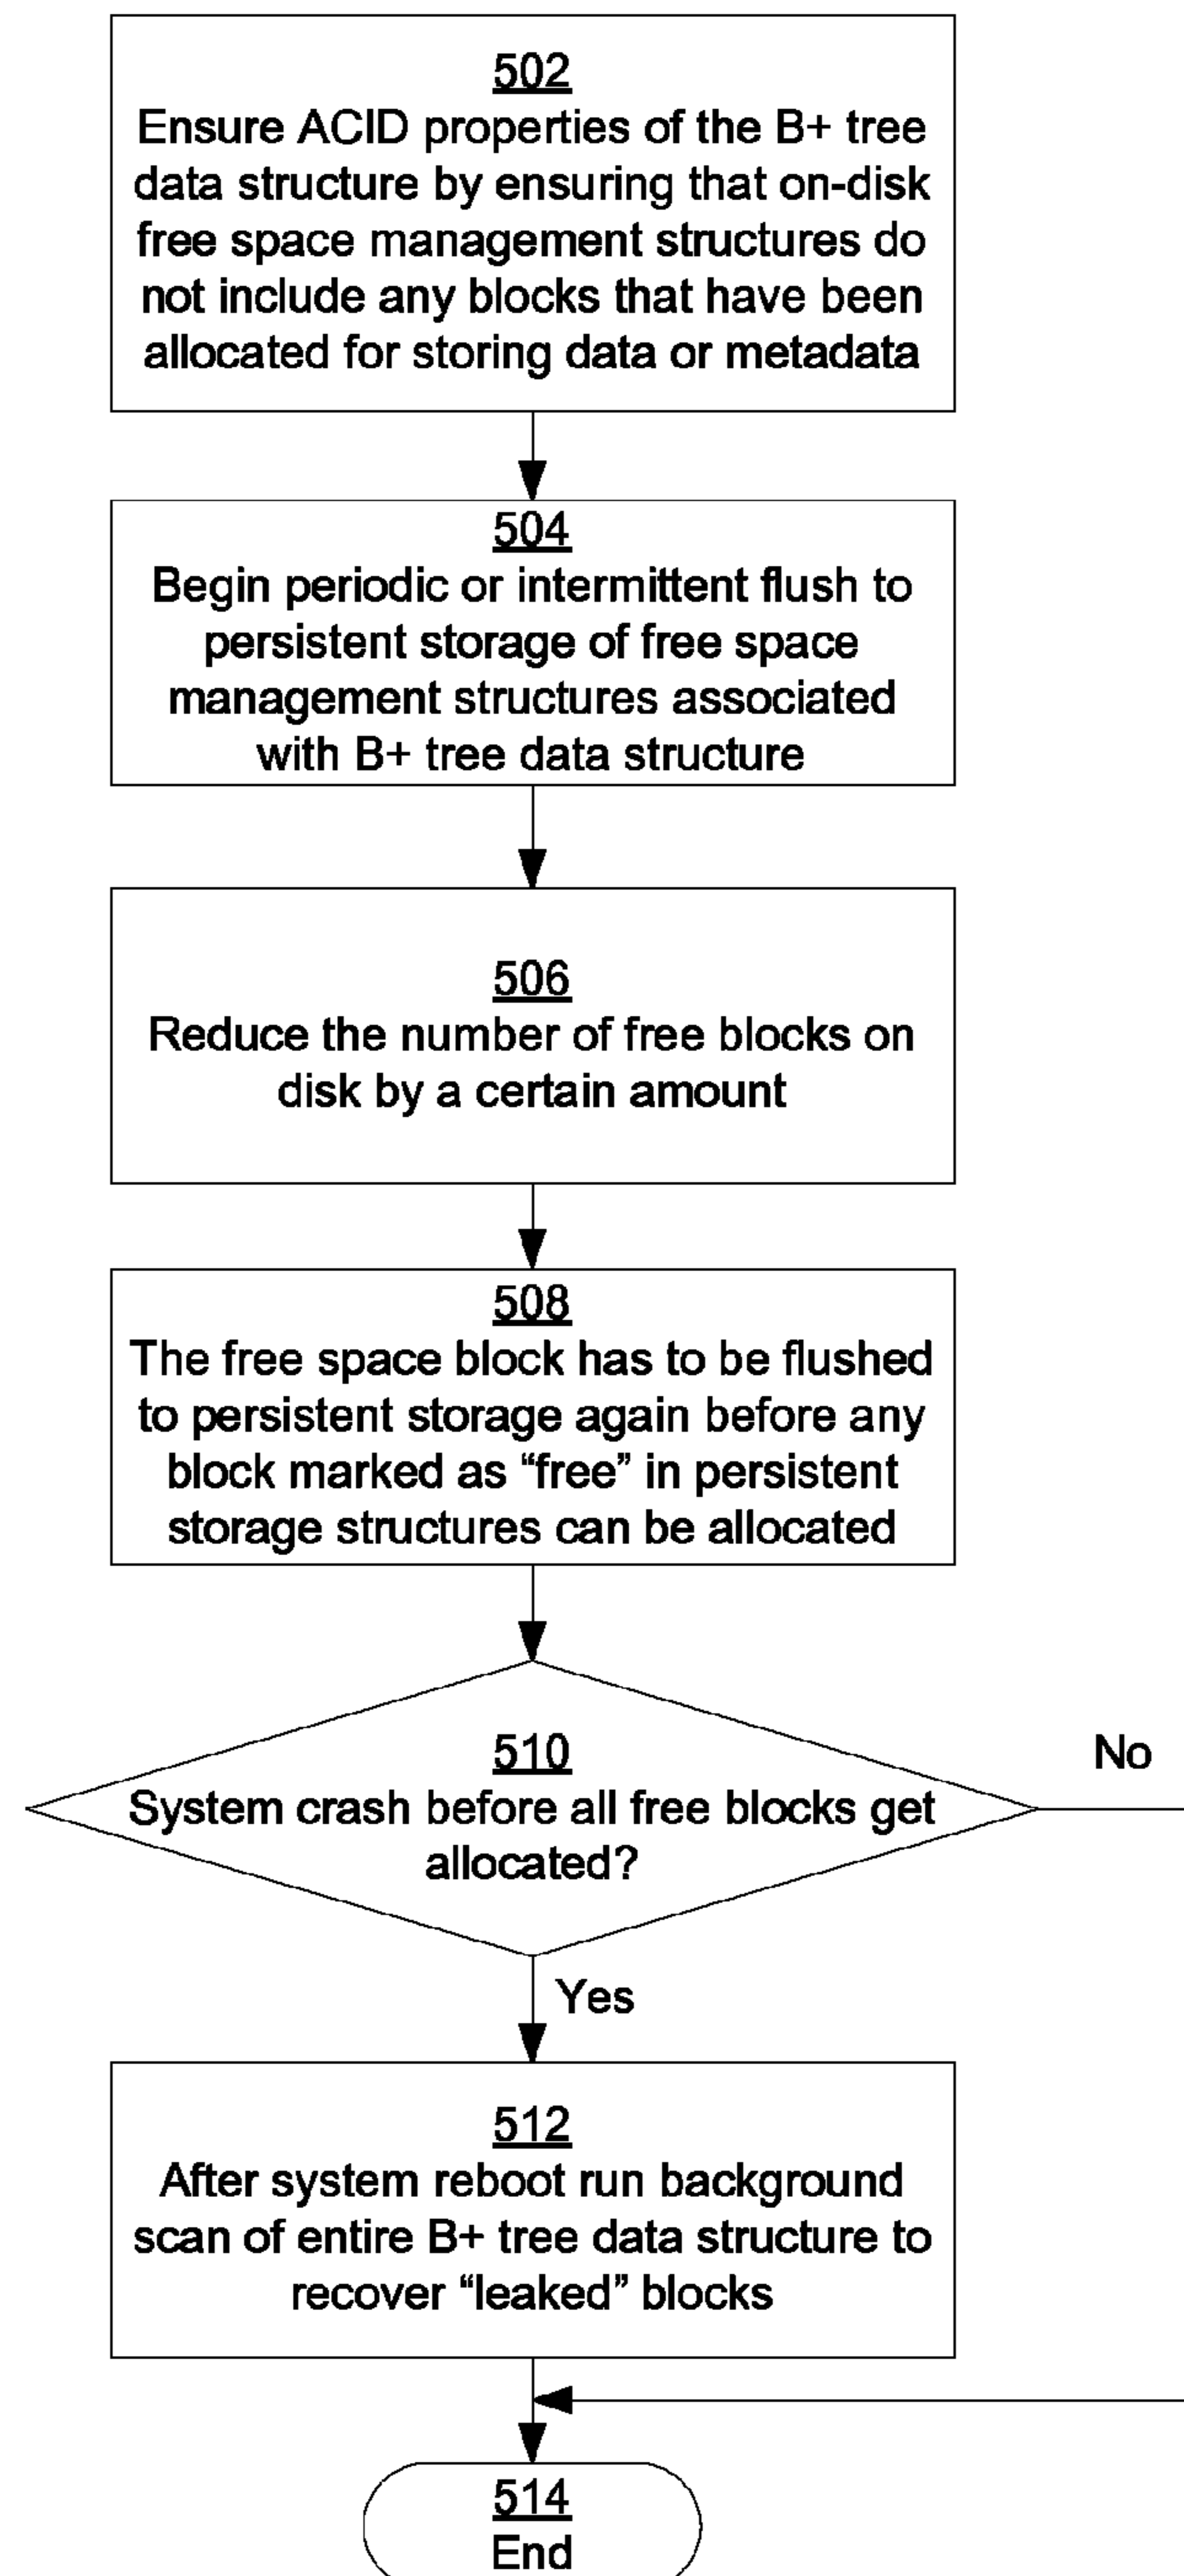 502
Ensure ACID properties of the B+ tree
data structure by ensuring that on-disk
free space management structures do
not include any blocks that have been
allocated for storing data or metadata
504
Begin periodic or intermittent flush to
persistent storage of free space
management structures associated
with B+ tree data structure
506
Reduce the number of free blocks on
disk by a certain amount
508
The free space block has to be flushed
to persistent storage again before any
block marked as “free” in persistent
storage structures can be allocated
510
System crash before all free blocks get
allocated?
No
Yes
512
After system reboot run background
scan of entire B+ tree data structure to
recover “leaked” blocks
514
End